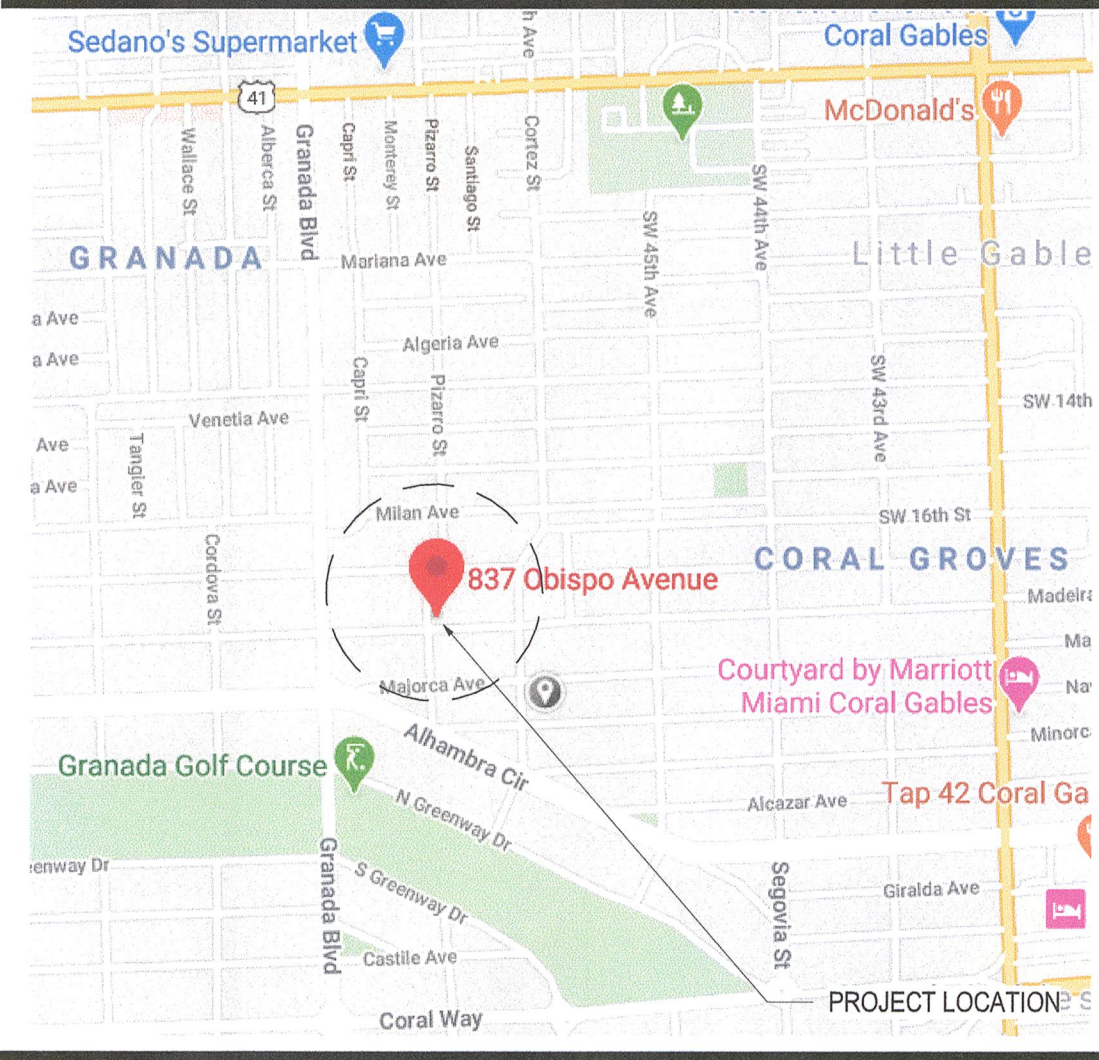 Sedano's Supermarket
h Ave
Coral Gables
41
McDonald's
Wallace St
Alberca St
Granada Blvd
Capri St
Monterey St
Pizarro St
Santiago St
Cortez St
SW 45th Ave
SW 44th Ave
GRANADA
Mariana Ave
Little Gable
a Ave
Algeria Ave
a Ave
Capri St
Pizarro St
SW 43rd Ave
SW 14th
Venetia Ave
Ave
Tangier St
a Ave
Milan Ave
SW 16th St
Cordova St
CORAL GROVES
837 Obispo Avenue
Madeira
Ma
Courtyard by Marriott
Miami Coral Gables
Majorca Ave
Na
Minorc
Alhambra Cir
Granada Golf Course
N Greenway Dr
Alcazar Ave
Tap 42 Coral Ga
eenway Dr
Granada Blvd
S Greenway Dr
Segovia St
Giralda Ave
Castile Ave
PROJECT LOCATION
Coral Way